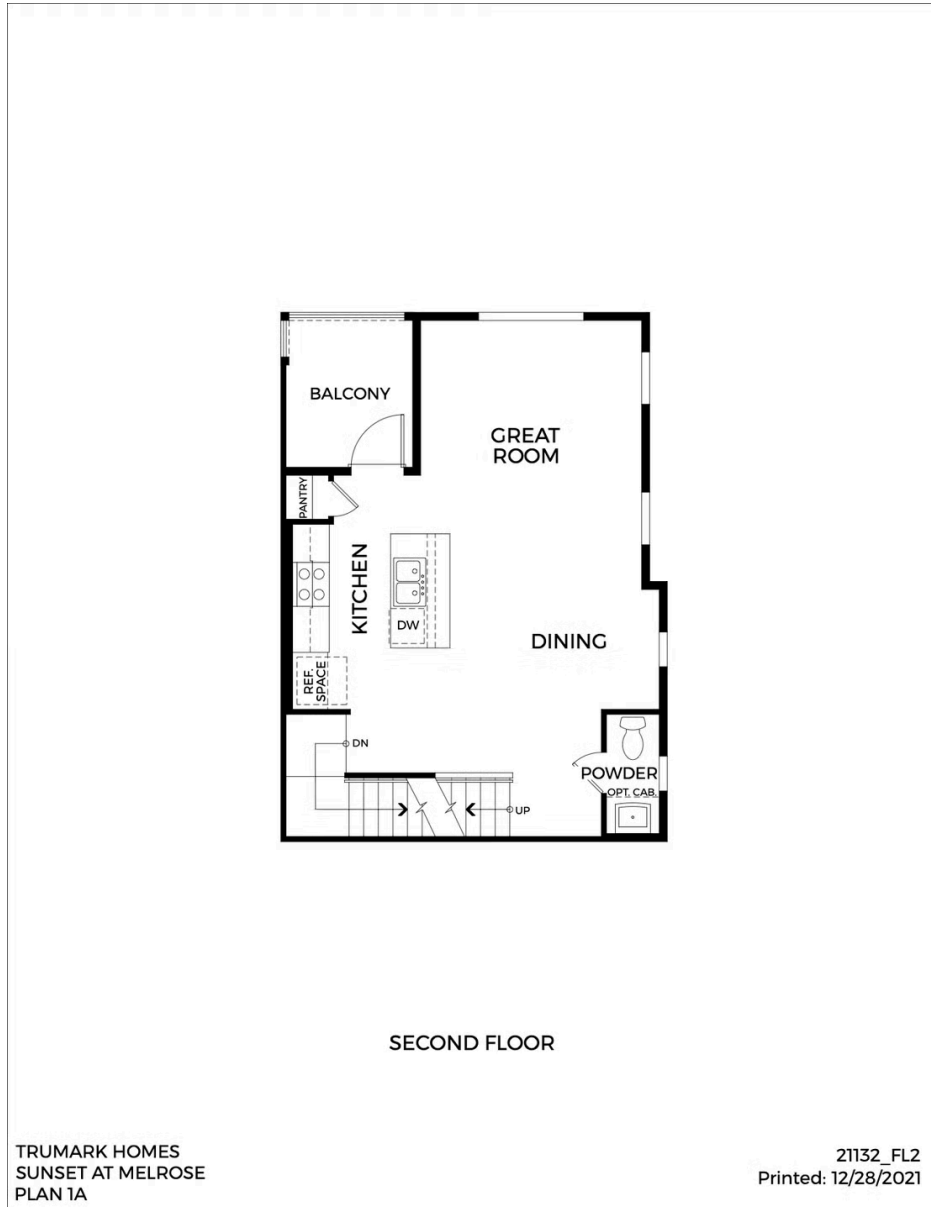 BALCONY
GREAT
ROOM
PANTRY
KITCHEN
DW
DINING
REF.
SPACE
DN
POWDER
OPT. CAB.
UP
SECOND FLOOR
TRUMARK HOMES
SUNSET AT MELROSE
PLAN 1A
21132_FL2
Printed: 12/28/2021